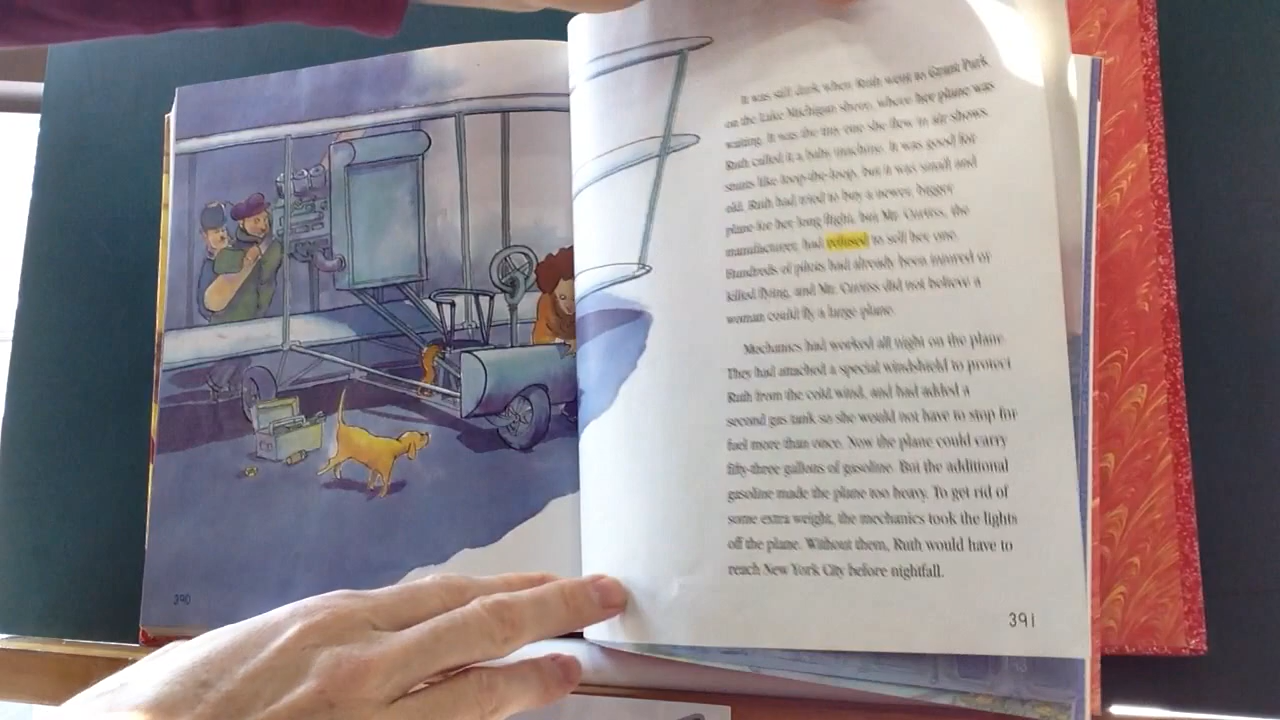 It was still dark when Ruth went to Grant Park
on the Lake Michigan shore, where her plane was
waiting. It was the tiny one she flew in air shows.
Ruth called it a baby machine. It was good for
stunts like loop-the-loop, but it was small and
old. Ruth had tried to buy a newer, bigger
plane for her long flight, but Mr. Curtiss, the
manufacturer, had refused to sell her one.
Hundreds of pilots had already been injured or
killed flying, and Mr. Curtiss did not believe a
woman could fly a large plane.
Mechanics had worked all night on the plane.
They had attached a special windshield to protect
Ruth from the cold wind, and had added a
second gas tank so she would not have to stop for
fuel more than once. Now the plane could carry
fifty-three gallons of gasoline. But the additional
gasoline made the plane too heavy. To get rid of
some extra weight, the mechanics took the lights
off the plane. Without them, Ruth would have to
reach New York City before nightfall.
390
391